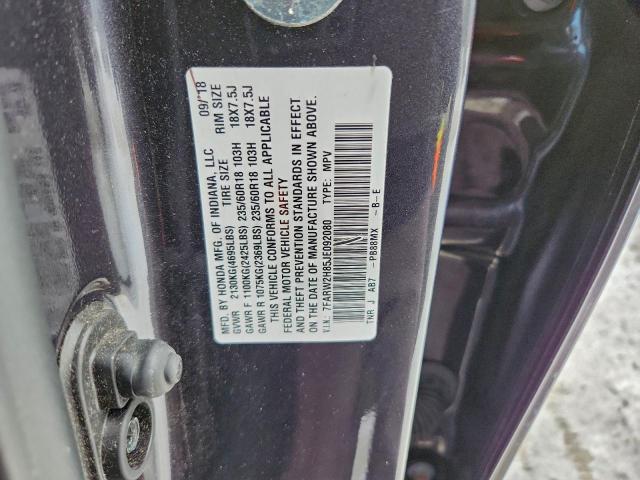 MFD. BY HONDA MFG. OF INDIANA, LLC 09/'18
GVWR 2130KG(4695LBS) TIRE SIZE RIM SIZE
GAWR F 1100KG(2425LBS) 235/60R18 103H 18X7.5J
GAWR R 1075KG(2369LBS) 235/60R18 103H 18X7.5J
THIS VEHICLE CONFORMS TO ALL APPLICABLE
FEDERAL MOTOR VEHICLE SAFETY
AND THEFT PREVENTION STANDARDS IN EFFECT
ON THE DATE OF MANUFACTURE SHOWN ABOVE.
V.I.N.: 7FARW2H85JE092080 TYPE: MPV
TNR J AB7 -PB88MX -B-E